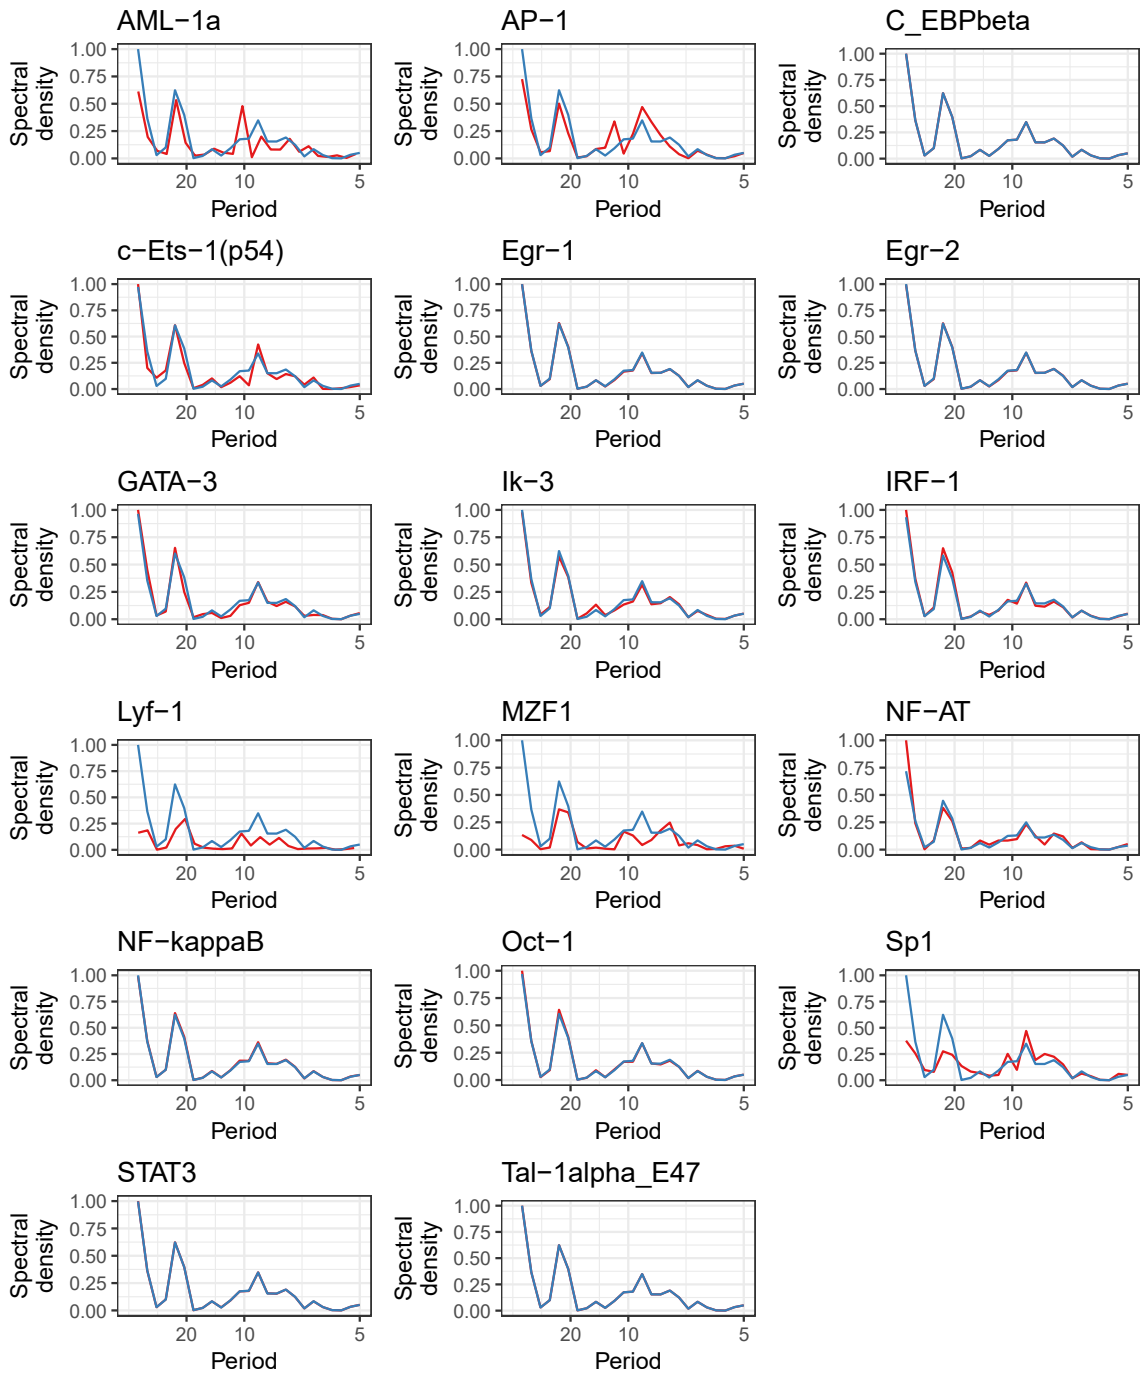 AML−1a
AP−1
C_EBPbeta
Spectral
density
1.00
0.75
0.50
0.25
0.00
20
10
5
Period
Spectral
density
1.00
0.75
0.50
0.25
0.00
20
10
5
Period
Spectral
density
1.00
0.75
0.50
0.25
0.00
20
10
5
Period
c−Ets−1(p54)
Egr−1
Egr−2
Spectral
density
1.00
0.75
0.50
0.25
0.00
20
10
5
Period
Spectral
density
1.00
0.75
0.50
0.25
0.00
20
10
5
Period
Spectral
density
1.00
0.75
0.50
0.25
0.00
20
10
5
Period
GATA−3
Ik−3
IRF−1
Spectral
density
1.00
0.75
0.50
0.25
0.00
20
10
5
Period
Spectral
density
1.00
0.75
0.50
0.25
0.00
20
10
5
Period
Spectral
density
1.00
0.75
0.50
0.25
0.00
20
10
5
Period
Lyf−1
MZF1
NF−AT
Spectral
density
1.00
0.75
0.50
0.25
0.00
20
10
5
Period
Spectral
density
1.00
0.75
0.50
0.25
0.00
20
10
5
Period
Spectral
density
1.00
0.75
0.50
0.25
0.00
20
10
5
Period
NF−kappaB
Oct−1
Sp1
Spectral
density
1.00
0.75
0.50
0.25
0.00
20
10
5
Period
Spectral
density
1.00
0.75
0.50
0.25
0.00
20
10
5
Period
Spectral
density
1.00
0.75
0.50
0.25
0.00
20
10
5
Period
STAT3
Tal−1alpha_E47
Spectral
density
1.00
0.75
0.50
0.25
0.00
20
10
5
Period
Spectral
density
1.00
0.75
0.50
0.25
0.00
20
10
5
Period